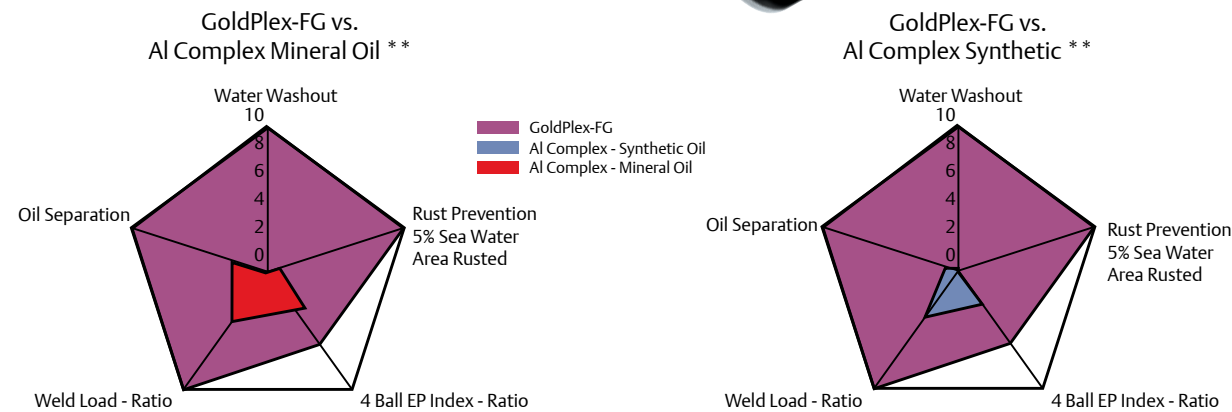 GoldPlex-FG vs.
Al Complex Mineral Oil **
Water Washout
10
8
6
4
2
0
Oil Separation
Rust Prevention
5% Sea Water
Area Rusted
Weld Load - Ratio
4 Ball EP Index - Ratio
GoldPlex-FG
Al Complex - Synthetic Oil
Al Complex - Mineral Oil
GoldPlex-FG vs.
Al Complex Synthetic **
Water Washout
10
8
6
4
2
0
Oil Separation
Rust Prevention
5% Sea Water
Area Rusted
Weld Load - Ratio
4 Ball EP Index - Ratio